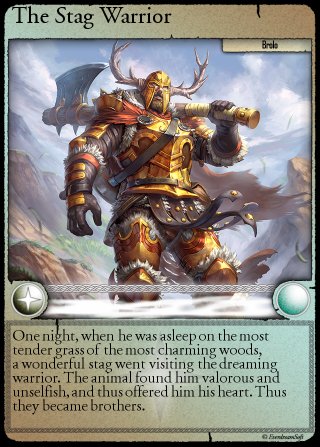 The Stag Warrior
Brolo
One night, when he was asleep on the most
tender grass of the most charming woods,
a wonderful stag went visiting the dreaming
warrior. The animal found him valorous and
unselfish, and thus offered him his heart. Thus
they became brothers.
© EverdreamSoft